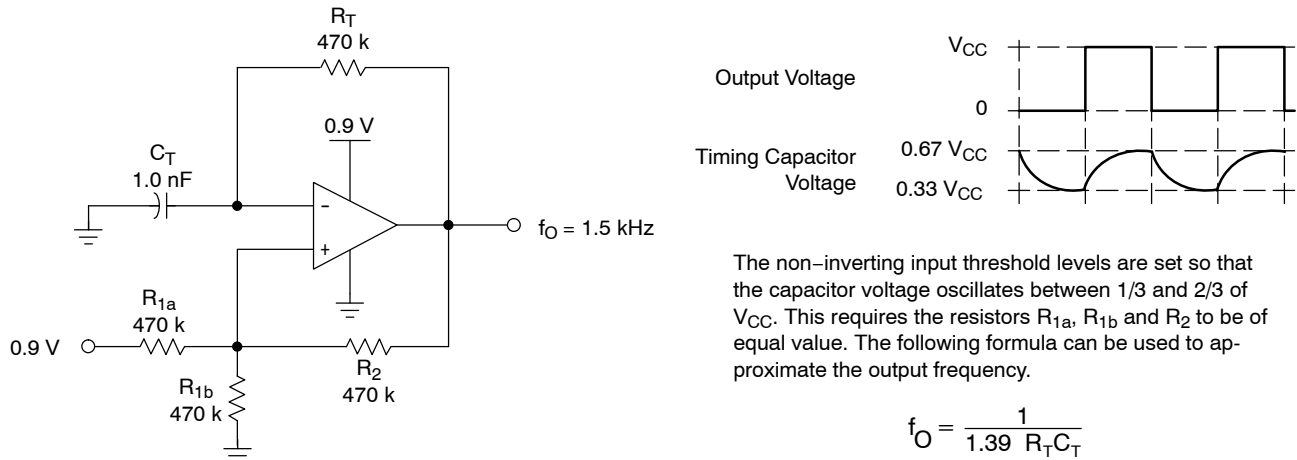 R_T
470 k
0.9 V
C_T
1.0 nF
−
+
f_O = 1.5 kHz
R_1a
470 k
0.9 V
R_1b
470 k
R_2
470 k
V_CC
Output Voltage
0
Timing Capacitor
Voltage
0.67 V_CC
0.33 V_CC
The non−inverting input threshold levels are set so that
the capacitor voltage oscillates between 1/3 and 2/3 of
V_CC. This requires the resistors R_1a, R_1b and R_2 to be of
equal value. The following formula can be used to ap-
proximate the output frequency.
f_O = 1 / 1.39 R_TC_T